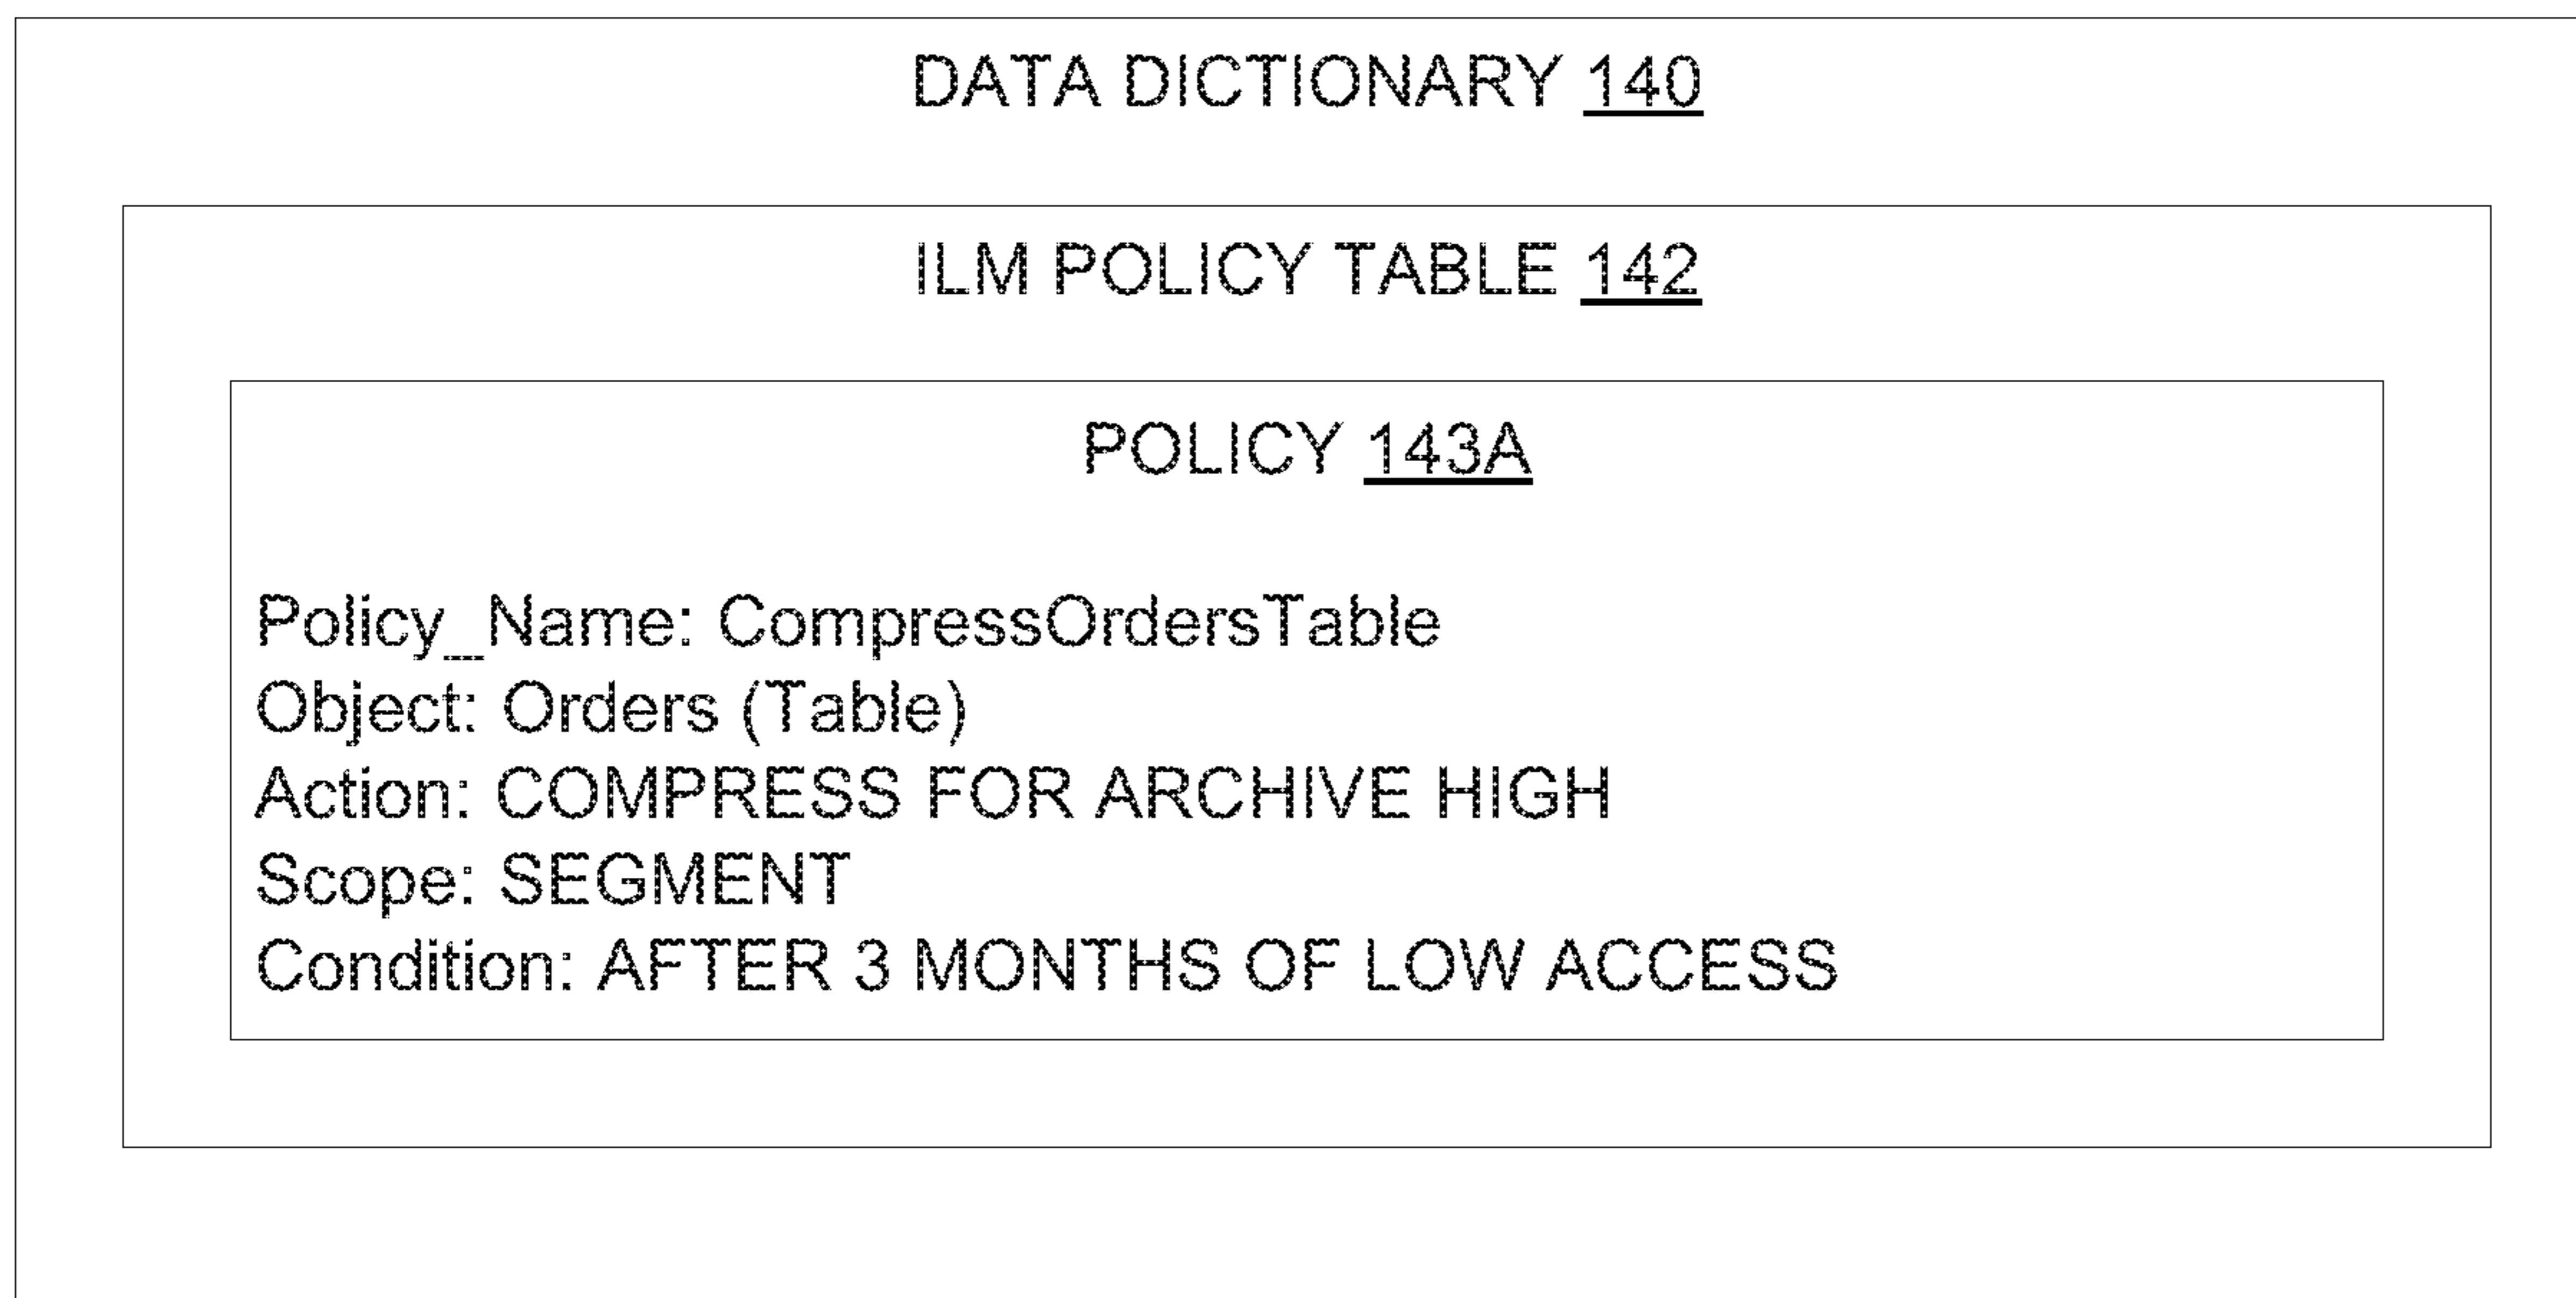 DATA DICTIONARY 140
ILM POLICY TABLE 142
POLICY 143A
Policy_Name: CompressOrdersTable
Object: Orders (Table)
Action: COMPRESS FOR ARCHIVE HIGH
Scope: SEGMENT
Condition: AFTER 3 MONTHS OF LOW ACCESS